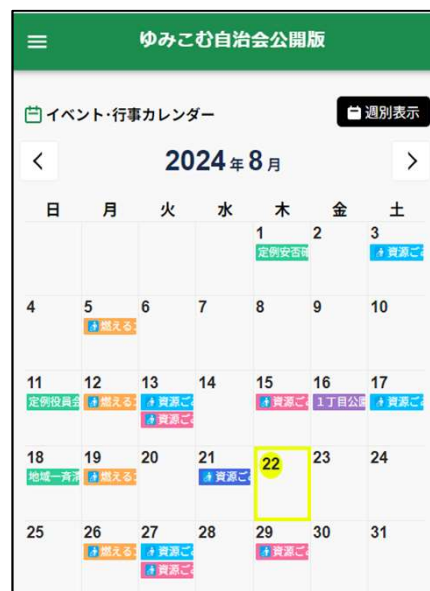 ゆみこむ自治会公開版
イベント・行事カレンダー 週別表示
2024年8月
日 月 火 水 木 金 土
1 2 3
定例安否確 資源ごみ
4 5 6 7 8 9 10
燃える
11 12 13 14 15 16 17
定例役員会 燃える 資源ご 資源ご 1丁目公園 資源ご
資源ご
18 19 20 21 22 23 24
地域一斉清 燃える 資源ご
25 26 27 28 29 30 31
燃える 資源ご 資源ご
資源ご